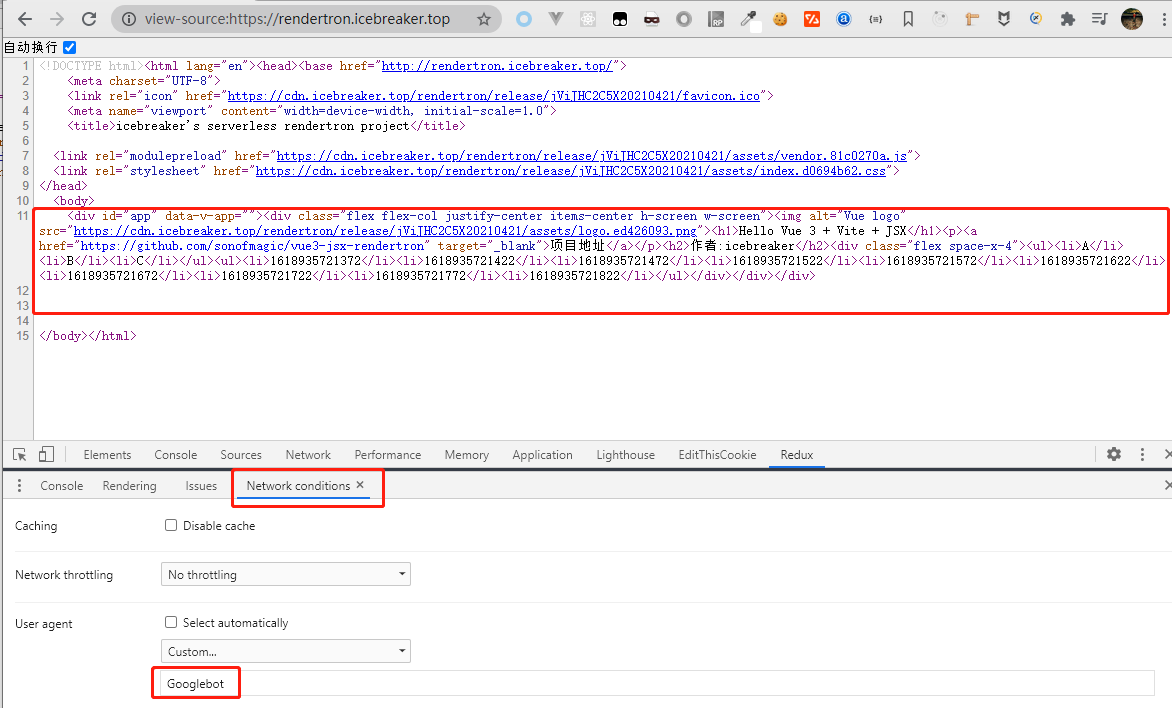 view-source:https://rendertron.icebreaker.top
自动换行
1 <!DOCTYPE html><html lang="en"><head><base href="http://rendertron.icebreaker.top/">
2 <meta charset="UTF-8">
3 <link rel="icon" href="https://cdn.icebreaker.top/rendertron/release/jViJHC2C5X20210421/favicon.ico">
4 <meta name="viewport" content="width=device-width, initial-scale=1.0">
5 <title>icebreaker's serverless rendertron project</title>
6
7 <link rel="modulepreload" href="https://cdn.icebreaker.top/rendertron/release/jViJHC2C5X20210421/assets/vendor.81c0270a.js">
8 <link rel="stylesheet" href="https://cdn.icebreaker.top/rendertron/release/jViJHC2C5X20210421/assets/index.d0694b62.css">
9 </head>
10 <body>
11 <div id="app" data-v-app=""><div class="flex flex-col justify-center items-center h-screen w-screen"><img alt="Vue logo"
src="https://cdn.icebreaker.top/rendertron/release/jViJHC2C5X20210421/assets/logo.ed426093.png"><h1>Hello Vue 3 + Vite + JSX</h1><p><a
href="https://github.com/sonofmagic/vue3-jsx-rendertron" target="_blank">项目地址</a></p><h2>作者:icebreaker</h2><div class="flex space-x-4"><ul><li>A</li>
<li>B</li><li>C</li></ul><ul><li>1618935721372</li><li>1618935721422</li><li>1618935721472</li><li>1618935721522</li><li>1618935721572</li><li>1618935721622</li>
<li>1618935721672</li><li>1618935721722</li><li>1618935721772</li><li>1618935721822</li></ul></div></div></div>
12
13
14
15 </body></html>
Elements Console Sources Network Performance Memory Application Lighthouse EditThisCookie Redux
Console Rendering Issues Network conditions
Caching Disable cache
Network throttling No throttling
User agent Select automatically
Custom...
Googlebot